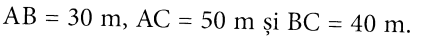 AB = 30 m, AC = 50 m și BC = 40 m.